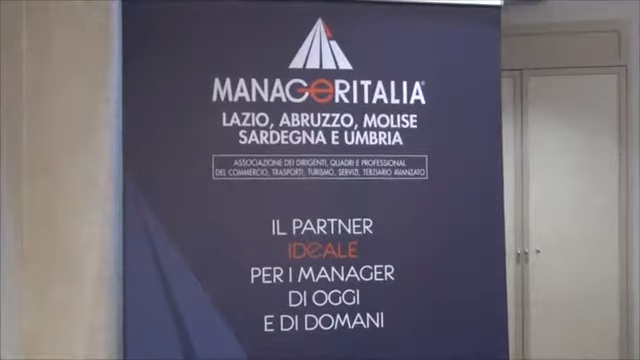 MANAGERITALIA®
LAZIO, ABRUZZO, MOLISE
SARDEGNA E UMBRIA
ASSOCIAZIONE DEI DIRIGENTI, QUADRI E PROFESSIONAL
DEL COMMERCIO, TRASPORTI, TURISMO, SERVIZI, TERZIARIO AVANZATO
IL PARTNER
IDeALE
PER I MANAGER
DI OGGI
E DI DOMANI